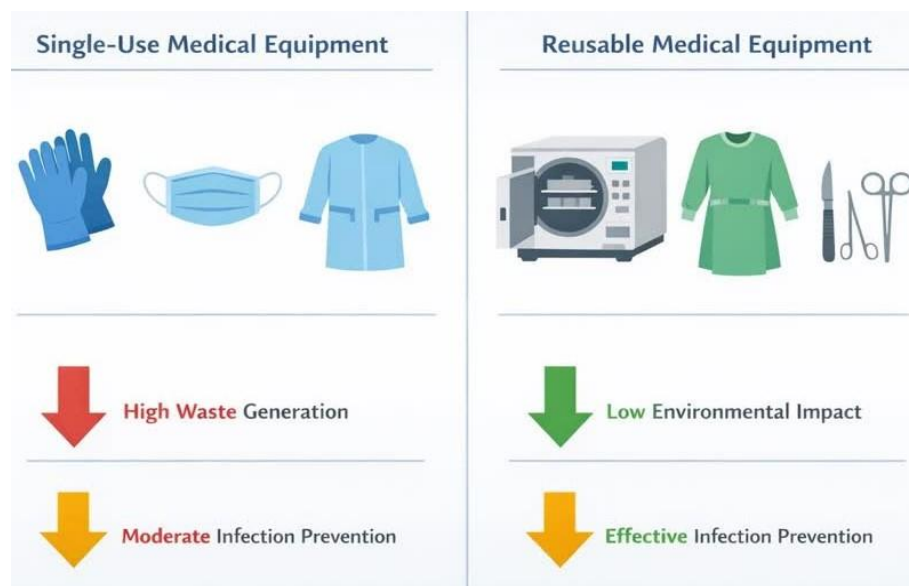 Single-Use Medical Equipment
Reusable Medical Equipment
High Waste Generation
Low Environmental Impact
Moderate Infection Prevention
Effective Infection Prevention